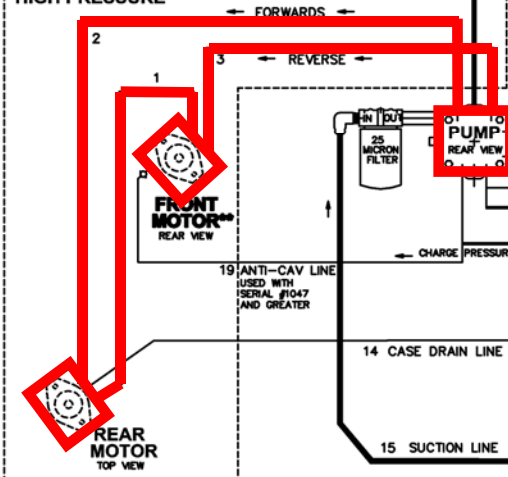 HIGH PRESSURE
FORWARDS
2
3
REVERSE
1
IN OUT
25
MICRON
FILTER
PUMP
REAR VIEW
FRONT
MOTOR**
REAR VIEW
CHARGE PRESSUR
19 ANTI-CAV LINE
USED WITH
SERIAL #1047
AND GREATER
14 CASE DRAIN LINE
REAR
MOTOR
TOP VIEW
15 SUCTION LINE